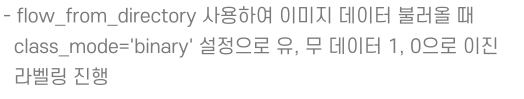 - flow_from_directory 사용하여 이미지 데이터 불러올 때
class_mode='binary' 설정으로 유, 무 데이터 1, 0으로 이진
라벨링 진행